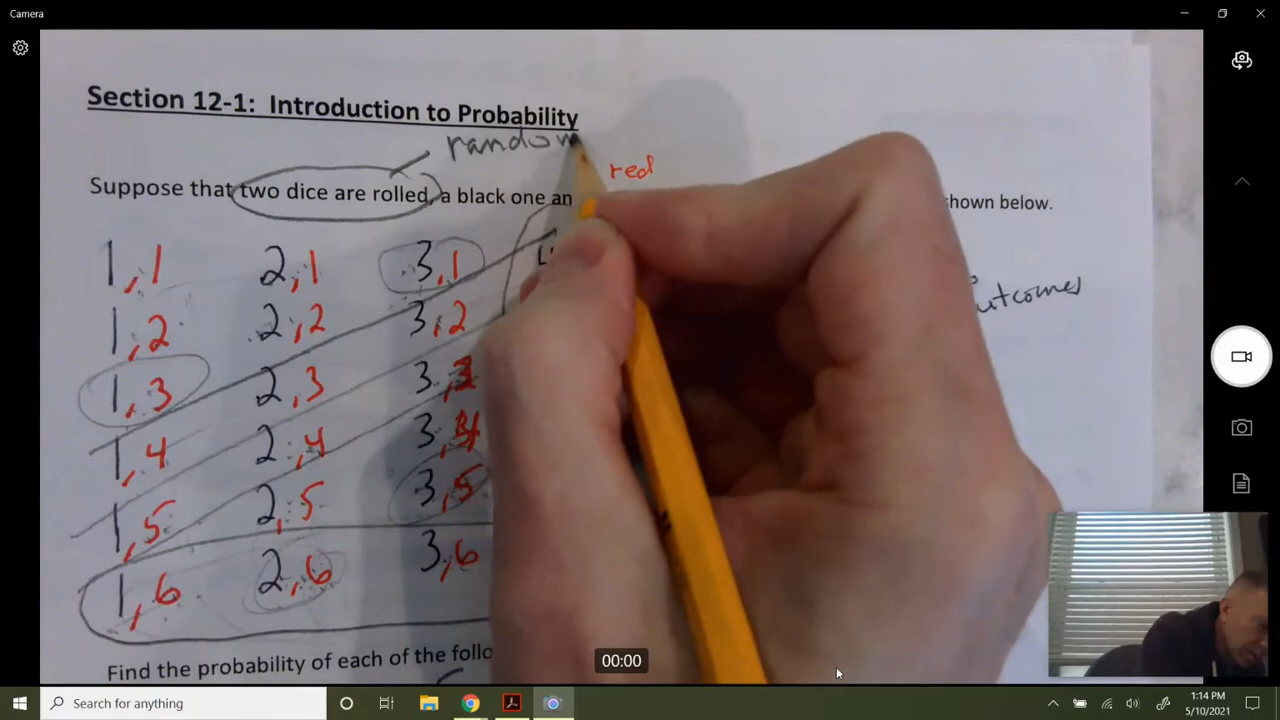 Camera
Section 12-1: Introduction to Probability
random
red
Suppose that two dice are rolled, a black one an shown below.
1,1 2,1 3,1
utcomes
1,2 2,2 3,2
1,3 2,3 3,3
1,4 2,4 3,4
1,5 2,5 3,5
1,6 2,6 3,6
Find the probability of each of the follo
00:00
Search for anything
1:14 PM
5/10/2021